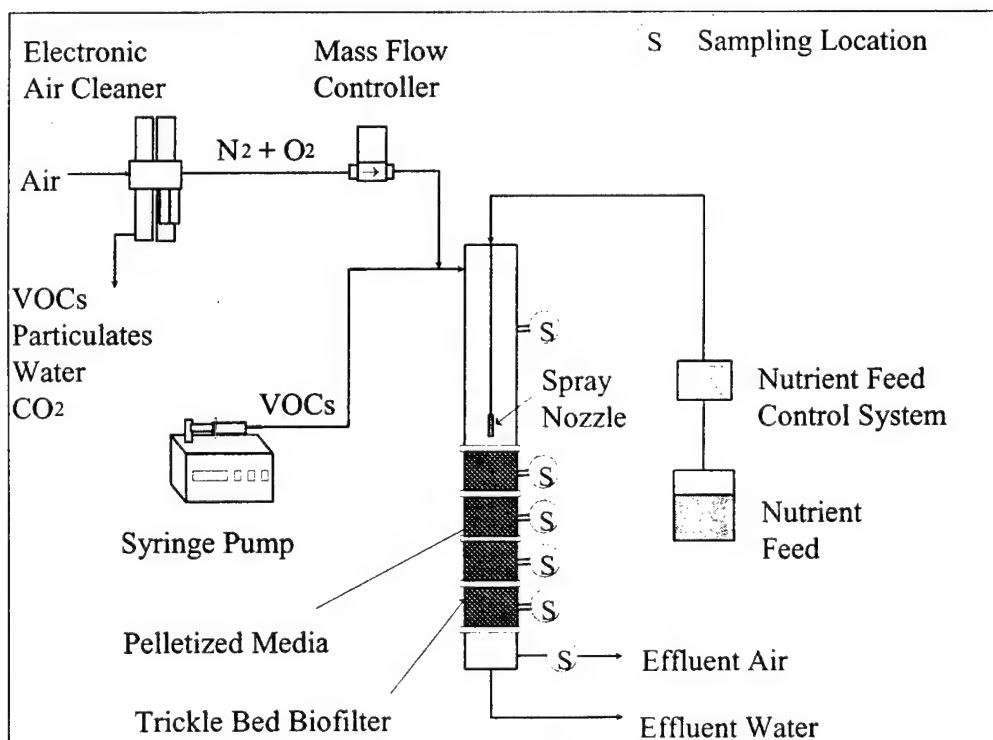 Electronic
Air Cleaner
Mass Flow
Controller
S Sampling Location
N2 + O2
Air
VOCs
Particulates
Water
CO2
S
Spray
Nozzle
VOCs
Nutrient Feed
Control System
S
S
Nutrient
Feed
Syringe Pump
S
S
Pelletized Media
S
Effluent Air
Trickle Bed Biofilter
Effluent Water